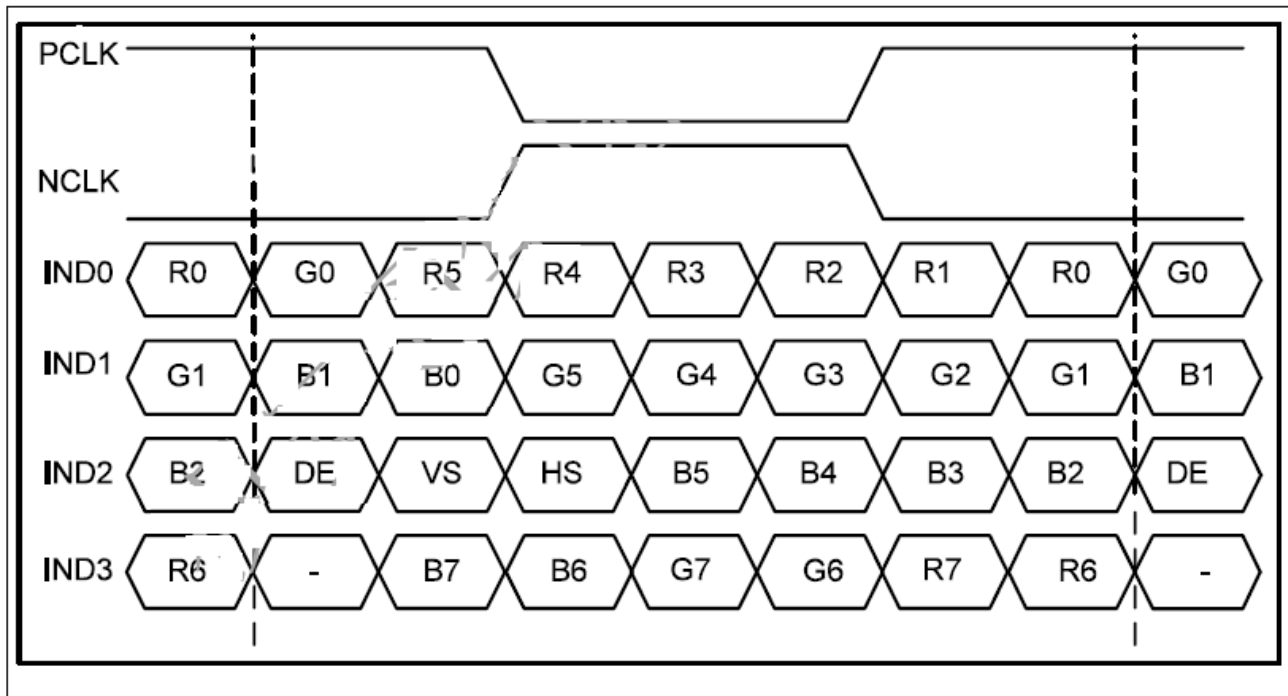 PCLK
NCLK
IND0 R0 G0 R5 R4 R3 R2 R1 R0 G0
IND1 G1 B1 B0 G5 G4 G3 G2 G1 B1
IND2 B2 DE VS HS B5 B4 B3 B2 DE
IND3 R6 - B7 B6 G7 G6 R7 R6 -